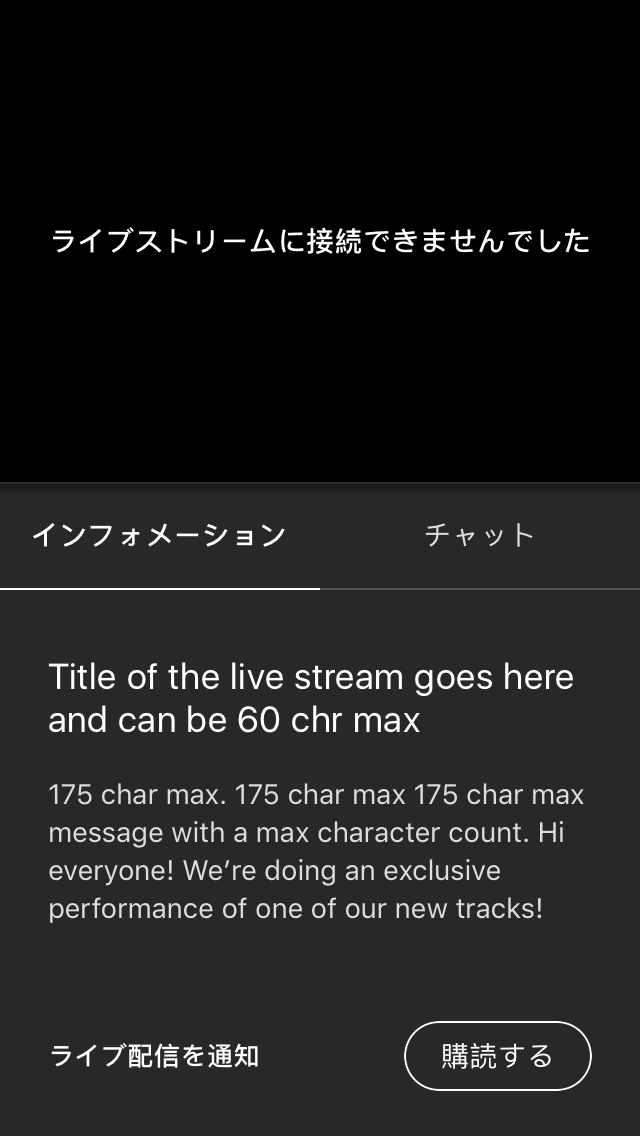 ライブストリームに接続できませんでした
インフォメーション
チャット
Title of the live stream goes here
and can be 60 chr max
175 char max. 175 char max 175 char max
message with a max character count. Hi
everyone! We’re doing an exclusive
performance of one of our new tracks!
ライブ配信を通知
購読する